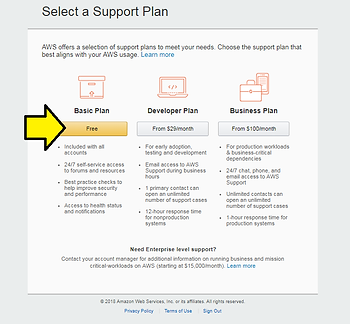 Select a Support Plan
AWS offers a selection of support plans to meet your needs. Choose the support plan that
best aligns with your AWS usage. Learn more
Basic Plan
Free
• Included with all
accounts
• 24/7 self-service access
to forums and resources
• Best practice checks to
help improve security
and performance
• Access to health status
and notifications
Developer Plan
From $29/month
• For early adoption,
testing and development
• Email access to AWS
Support during business
hours
• 1 primary contact can
open an unlimited
number of support cases
• 12-hour response time
for nonproduction
systems
Business Plan
From $100/month
• For production workloads
& business-critical
dependencies
• 24/7 chat, phone, and
email access to AWS
Support
• Unlimited contacts can
open an unlimited
number of support cases
• 1-hour response time for
production systems
Need Enterprise level support?
Contact your account manager for additional information on running business and mission
critical-workloads on AWS (starting at $15,000/month). Learn more
© 2018 Amazon Web Services, Inc. or its affiliates. All rights reserved.
Privacy Policy | Terms of Use | Sign Out